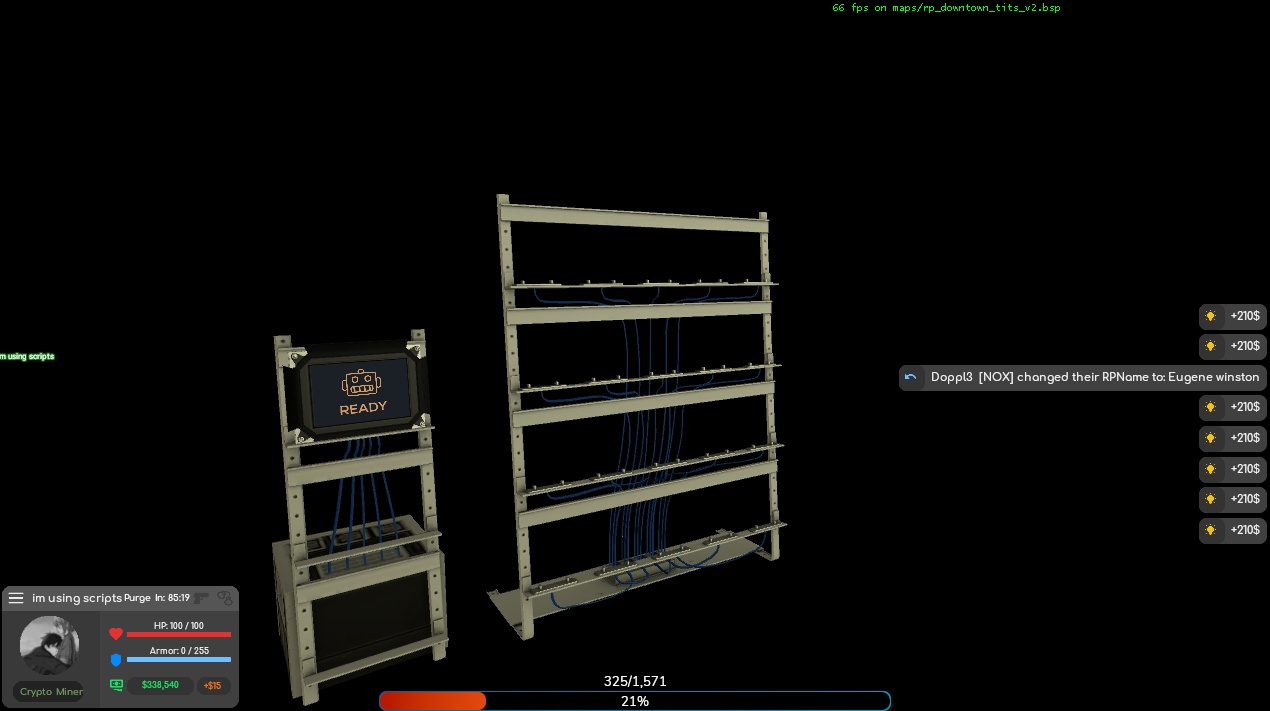 66 fps on maps/rp_downtown_tits_v2.bsp
+210$
+210$
Doppl3 [NOX] changed their RPName to: Eugene winston
+210$
+210$
+210$
+210$
+210$
m using scripts
READY
im using scripts Purge In: 85:19
HP: 100 / 100
Armor: 0 / 255
Crypto Miner
$338,540
+$15
325/1,571
21%